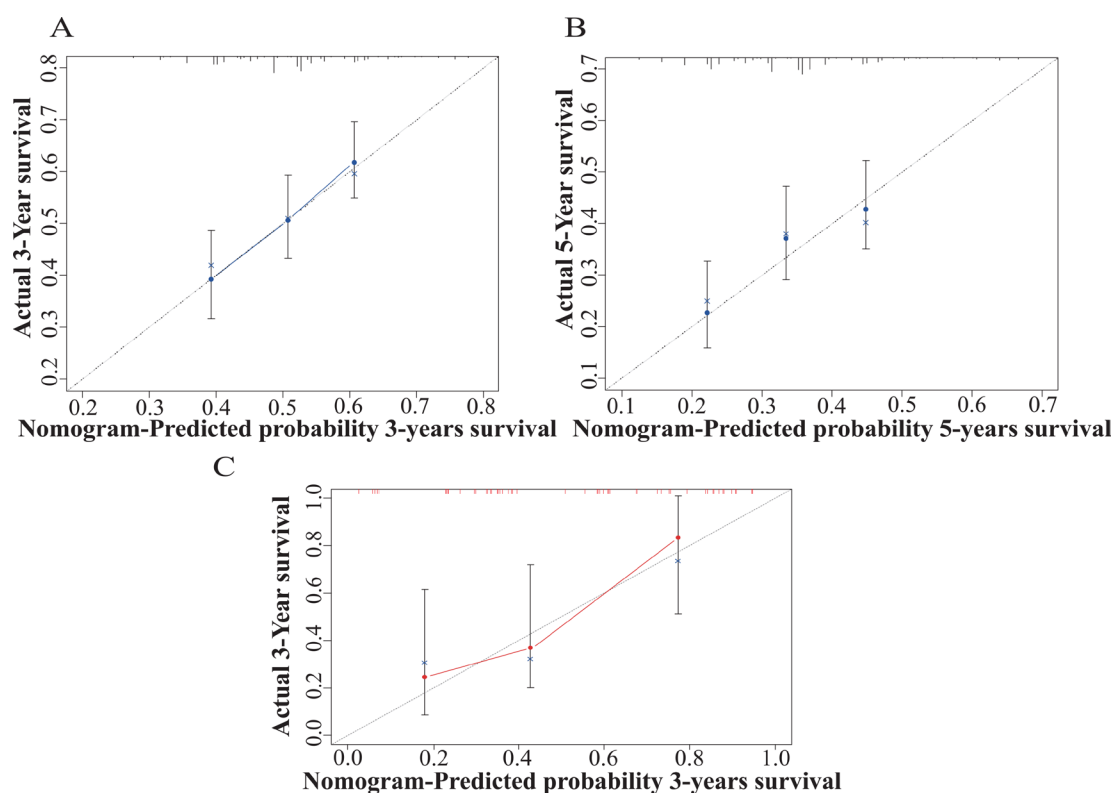 A
Actual 3-Year survival
0.8
0.7
0.6
0.5
0.4
0.3
0.2
0.2 0.3 0.4 0.5 0.6 0.7 0.8
Nomogram-Predicted probability 3-years survival
B
Actual 5-Year survival
0.7
0.6
0.5
0.4
0.3
0.2
0.1
0.1 0.2 0.3 0.4 0.5 0.6 0.7
Nomogram-Predicted probability 5-years survival
C
Actual 3-Year survival
1.0
0.8
0.6
0.4
0.2
0.0
0.0 0.2 0.4 0.6 0.8 1.0
Nomogram-Predicted probability 3-years survival